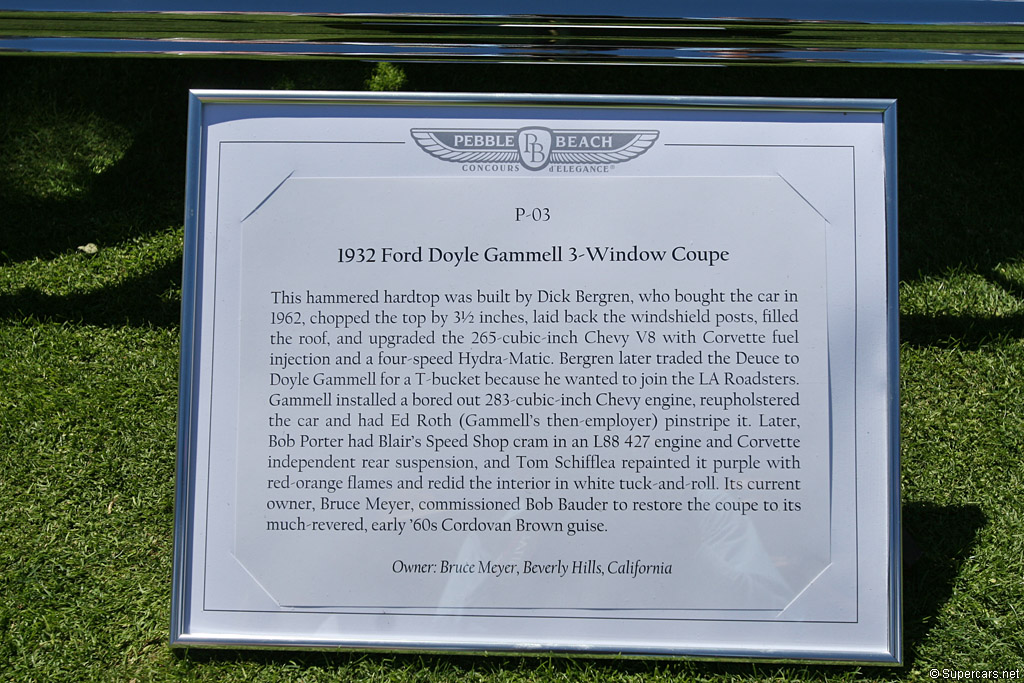 PEBBLE PB BEACH
CONCOURS d'ELEGANCE®
P-03
1932 Ford Doyle Gammell 3-Window Coupe
This hammered hardtop was built by Dick Bergren, who bought the car in
1962, chopped the top by 3½ inches, laid back the windshield posts, filled
the roof, and upgraded the 265-cubic-inch Chevy V8 with Corvette fuel
injection and a four-speed Hydra-Matic. Bergren later traded the Deuce to
Doyle Gammell for a T-bucket because he wanted to join the LA Roadsters.
Gammell installed a bored out 283-cubic-inch Chevy engine, reupholstered
the car and had Ed Roth (Gammell's then-employer) pinstripe it. Later,
Bob Porter had Blair's Speed Shop cram in an L88 427 engine and Corvette
independent rear suspension, and Tom Schifflea repainted it purple with
red-orange flames and redid the interior in white tuck-and-roll. Its current
owner, Bruce Meyer, commissioned Bob Bauder to restore the coupe to its
much-revered, early '60s Cordovan Brown guise.
Owner: Bruce Meyer, Beverly Hills, California
© Supercars.net